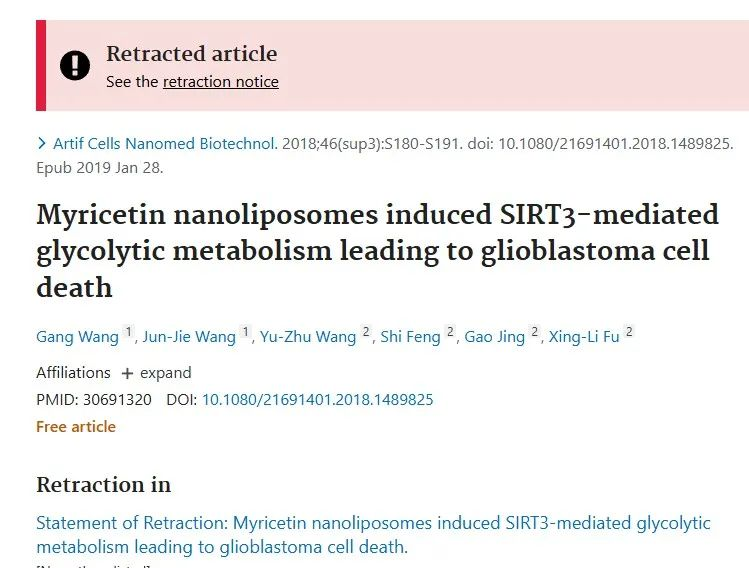 Retracted article
See the retraction notice
Artif Cells Nanomed Biotechnol. 2018;46(sup3):S180-S191. doi: 10.1080/21691401.2018.1489825.
Epub 2019 Jan 28.
Myricetin nanoliposomes induced SIRT3-mediated
glycolytic metabolism leading to glioblastoma cell
death
Gang Wang 1, Jun-Jie Wang 1, Yu-Zhu Wang 2, Shi Feng 2, Gao Jing 2, Xing-Li Fu 2
Affiliations + expand
PMID: 30691320 DOI: 10.1080/21691401.2018.1489825
Free article
Retraction in
Statement of Retraction: Myricetin nanoliposomes induced SIRT3-mediated glycolytic
metabolism leading to glioblastoma cell death.